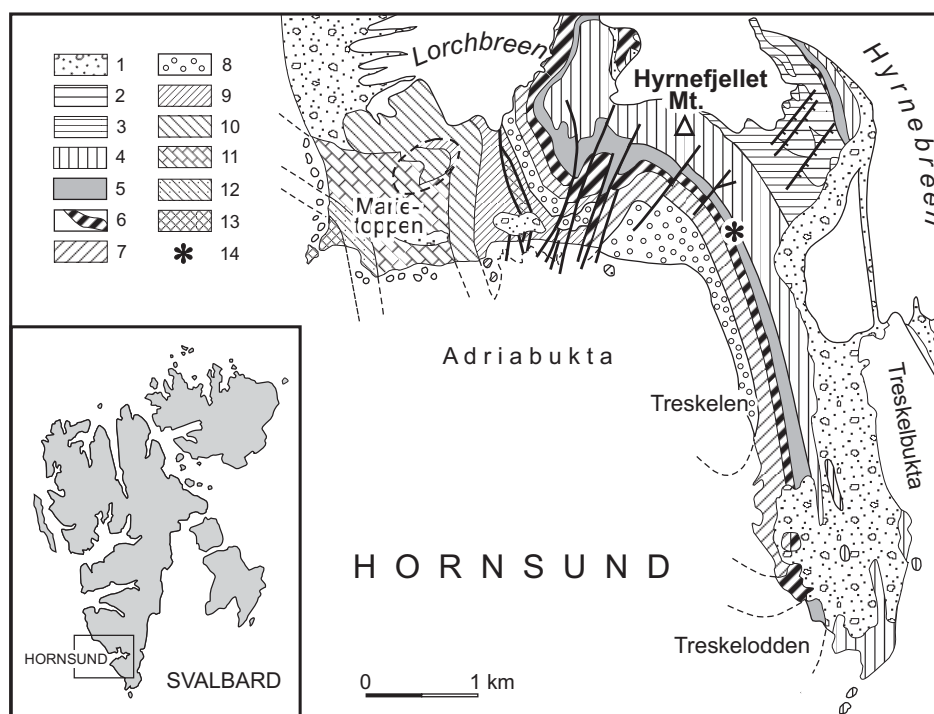 1
2
3
4
5
6
7
8
9
10
11
12
13
14
Lorchbreen
Hyrnefjellet
Mt.
Hyrnebreen
Marie-
toppen
Adriabukta
Treskelen
Treskelbukta
HORNSUND
Treskelodden
0 1 km
HORNSUND
SVALBARD